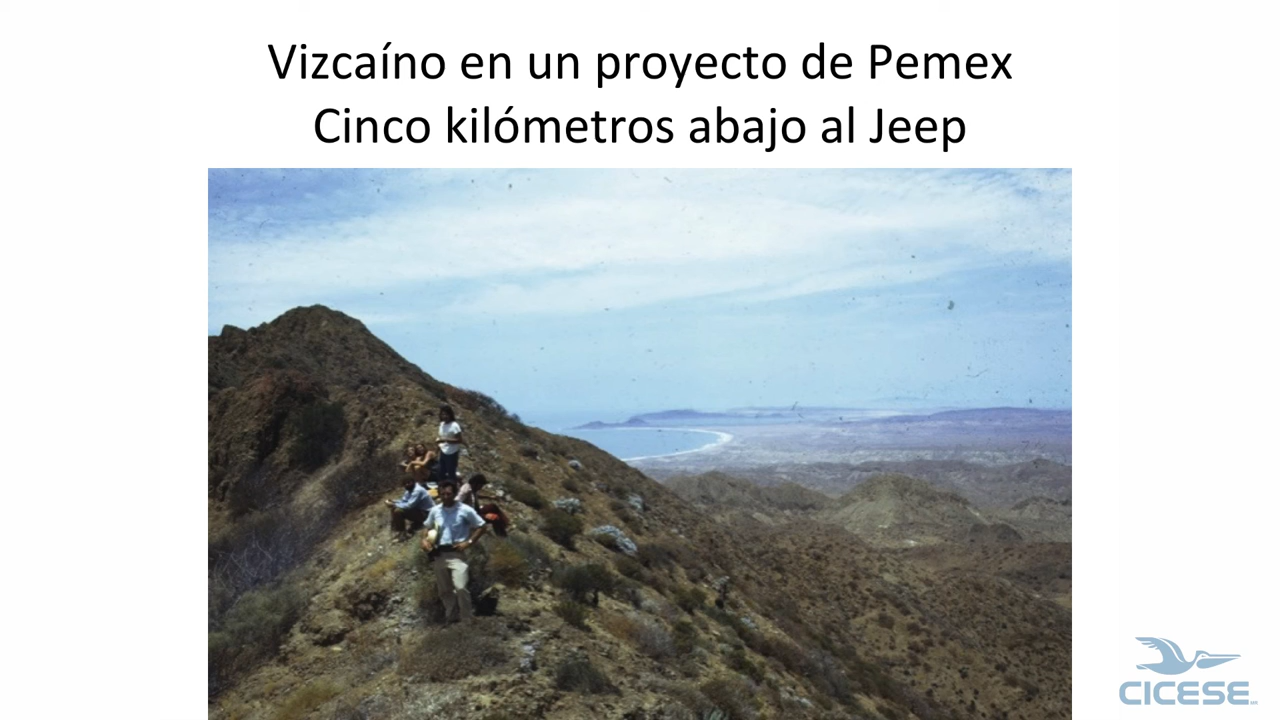 Vizcaíno en un proyecto de Pemex
Cinco kilómetros abajo al Jeep
CICESE